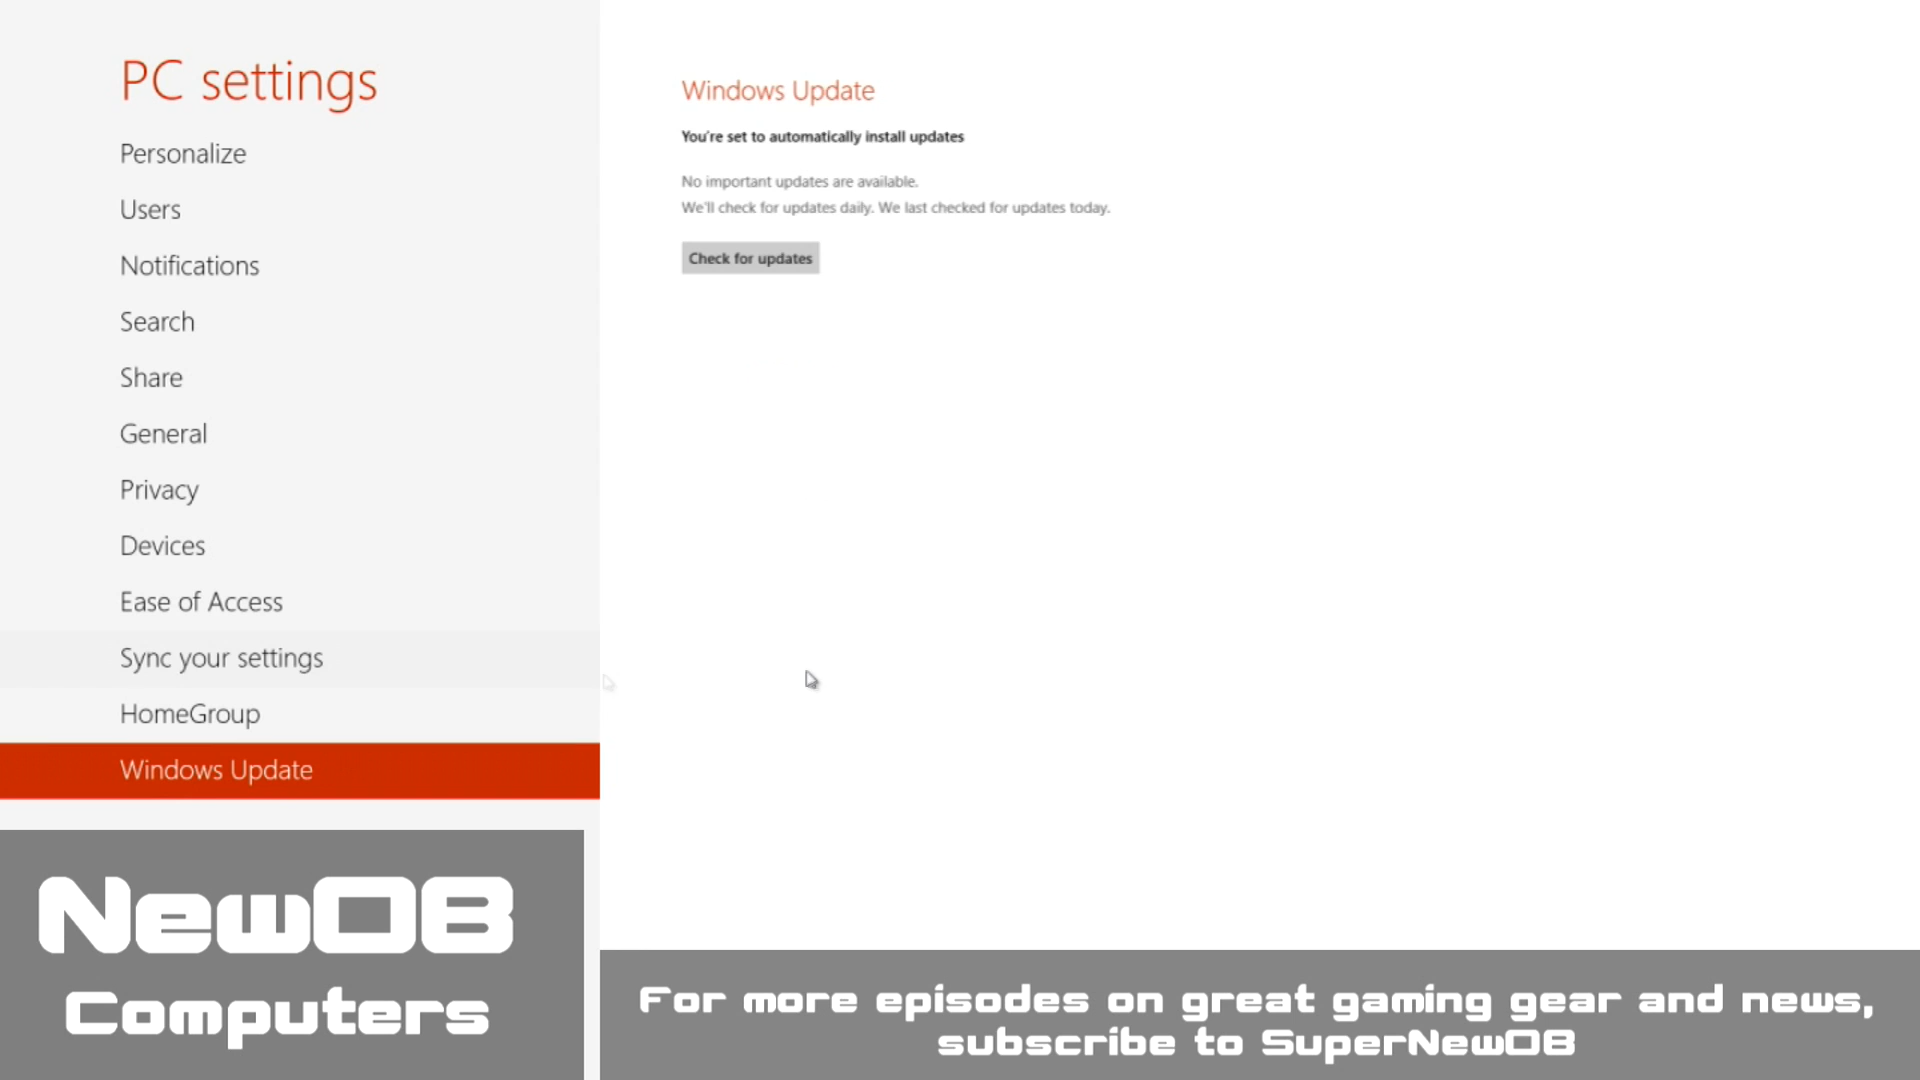 PC settings
Personalize
Users
Notifications
Search
Share
General
Privacy
Devices
Ease of Access
Sync your settings
HomeGroup
Windows Update
Windows Update
You're set to automatically install updates
No important updates are available.
We'll check for updates daily. We last checked for updates today.
Check for updates
NewOB
Computers
For more episodes on great gaming gear and news,
subscribe to SuperNewOB